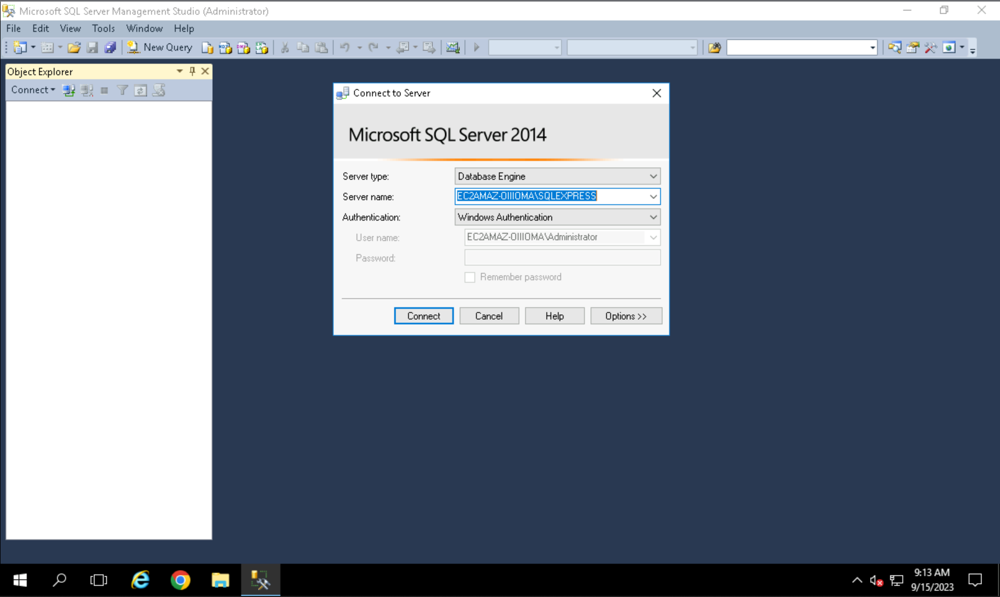 Microsoft SQL Server Management Studio (Administrator)
File Edit View Tools Window Help
New Query
Object Explorer
Connect
Connect to Server
Microsoft SQL Server 2014
Server type: Database Engine
Server name: EC2AMAZ-OIIIOMA\SQLEXPRESS
Authentication: Windows Authentication
User name: EC2AMAZ-OIIIOMA\Administrator
Password:
Remember password
Connect Cancel Help Options >>
9:13 AM
9/15/2023